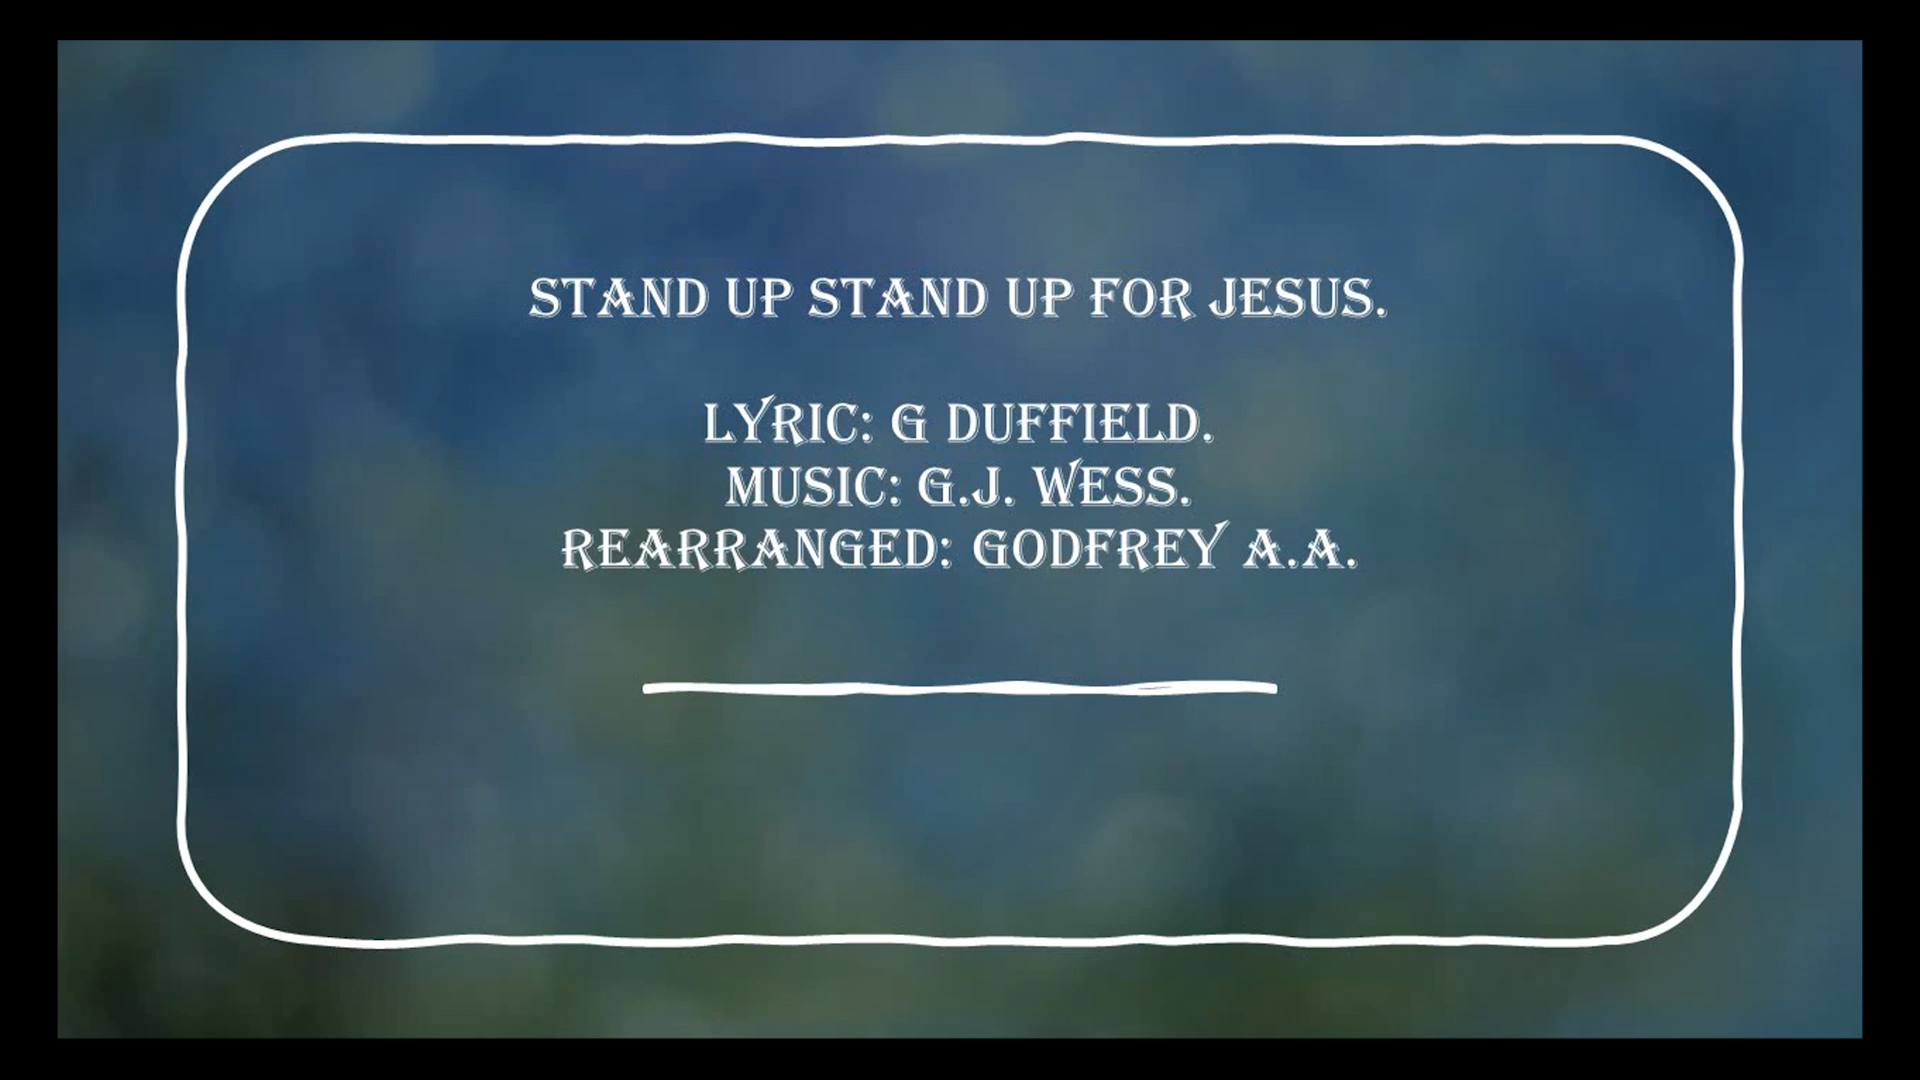 STAND UP STAND UP FOR JESUS.
LYRIC: G DUFFIELD.
MUSIC: G.J. WESS.
REARRANGED: GODFREY A.A.